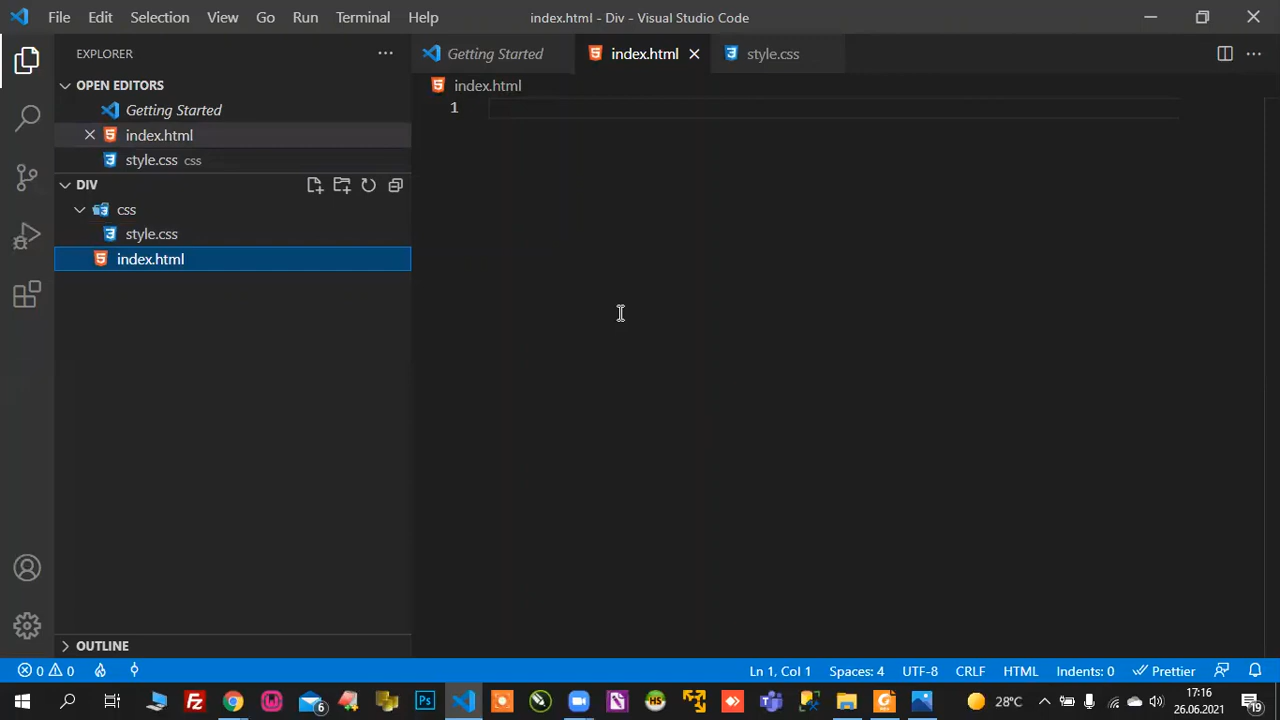 File Edit Selection View Go Run Terminal Help index.html - Div - Visual Studio Code
EXPLORER
Getting Started index.html style.css
OPEN EDITORS
index.html
Getting Started
1
index.html
style.css css
DIV
css
style.css
index.html
OUTLINE
0 0 Ln 1, Col 1 Spaces: 4 UTF-8 CRLF HTML Indents: 0 Prettier
6 28°C 17:16
26.06.2021 19